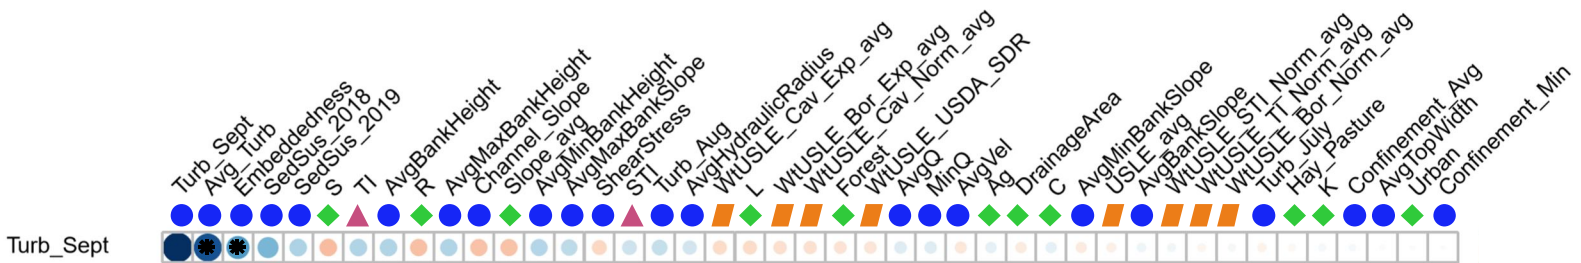 Turb_Sept
Avg_Turb
Embeddedness
SedSus_2018
SedSus_2019
S
TI
AvgBankHeight
R
AvgMaxBankHeight
Channel_Slope
Slope_avg
AvgMinBankHeight
AvgMaxBankSlope
ShearStress
STI
Turb_Aug
AvgHydraulicRadius
WtUSLE_Cav_Exp_avg
L
WtUSLE_Bor_Exp_avg
WtUSLE_Cav_Norm_avg
Forest
WtUSLE_USDA_SDR
AvgQ
MinQ
AvgVel
Ag
DrainageArea
C
AvgMinBankSlope
USLE_avg
AvgBankSlope
WtUSLE_STI_Norm_avg
WtUSLE_TI_Norm_avg
WtUSLE_Bor_Norm_avg
Turb_July
Hay_Pasture
K
Confinement_Avg
AvgTopWidth
Urban
Confinement_Min
Turb_Sept